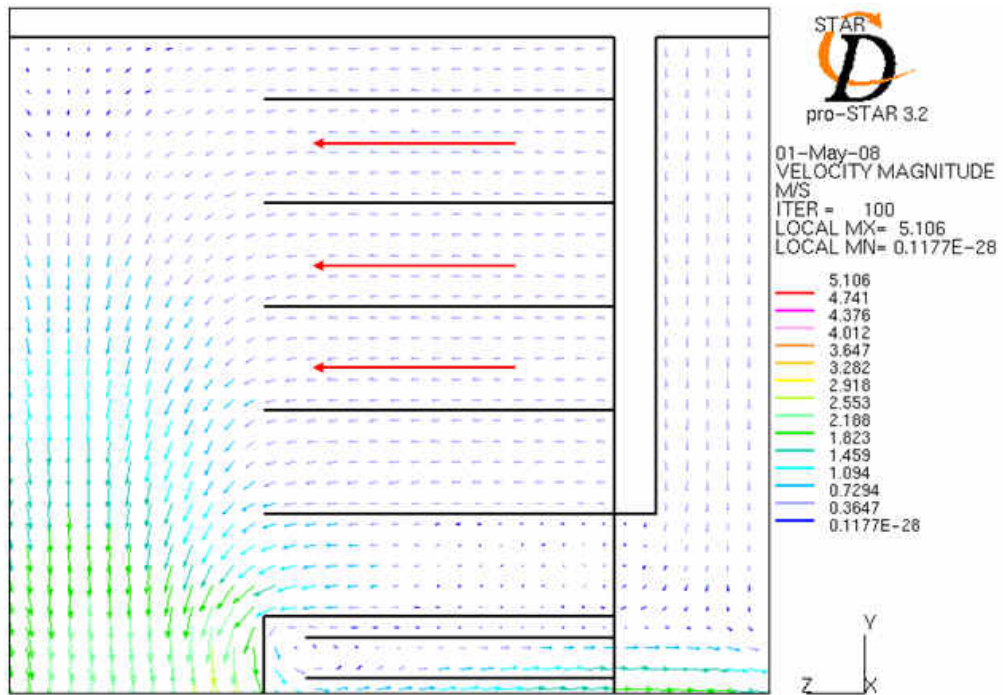 STAR
D
pro-STAR 3.2
01-May-08
VELOCITY MAGNITUDE
M/S
ITER = 100
LOCAL MX= 5.106
LOCAL MN= 0.1177E-28
5.106
4.741
4.376
4.012
3.647
3.282
2.918
2.553
2.188
1.823
1.459
1.094
0.7294
0.3647
0.1177E-28
Y
Z
X